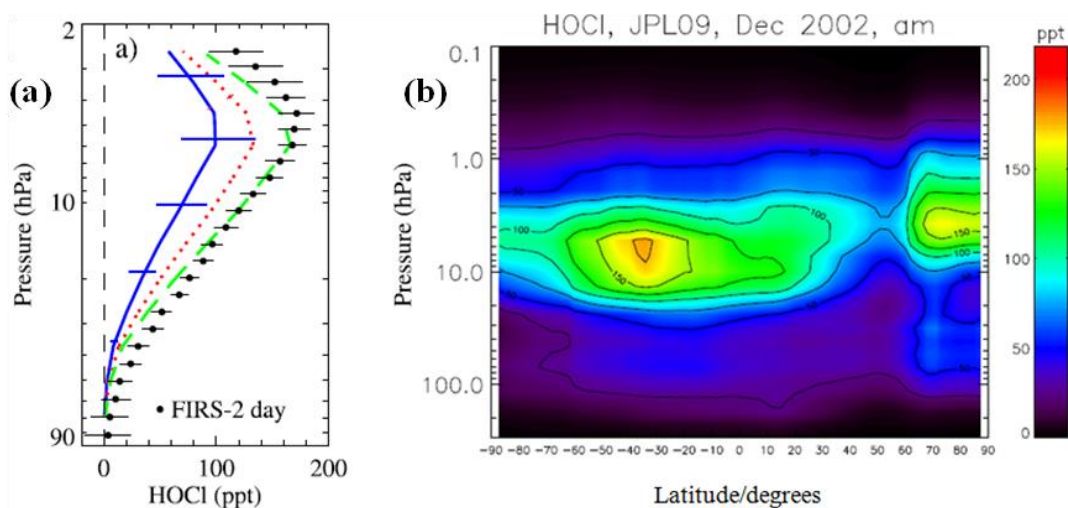 (a)
a)
2
10
90
Pressure (hPa)
• FIRS-2 day
0 100 200
HOCl (ppt)
(b)
HOCl, JPL09, Dec 2002, am
ppt
0.1
1.0
10.0
100.0
Pressure (hPa)
50
50
100
100
150
150
100
50
50
50
-90 -80 -70 -60 -50 -40 -30 -20 -10 0 10 20 30 40 50 60 70 80 90
Latitude/degrees
200
150
100
50
0